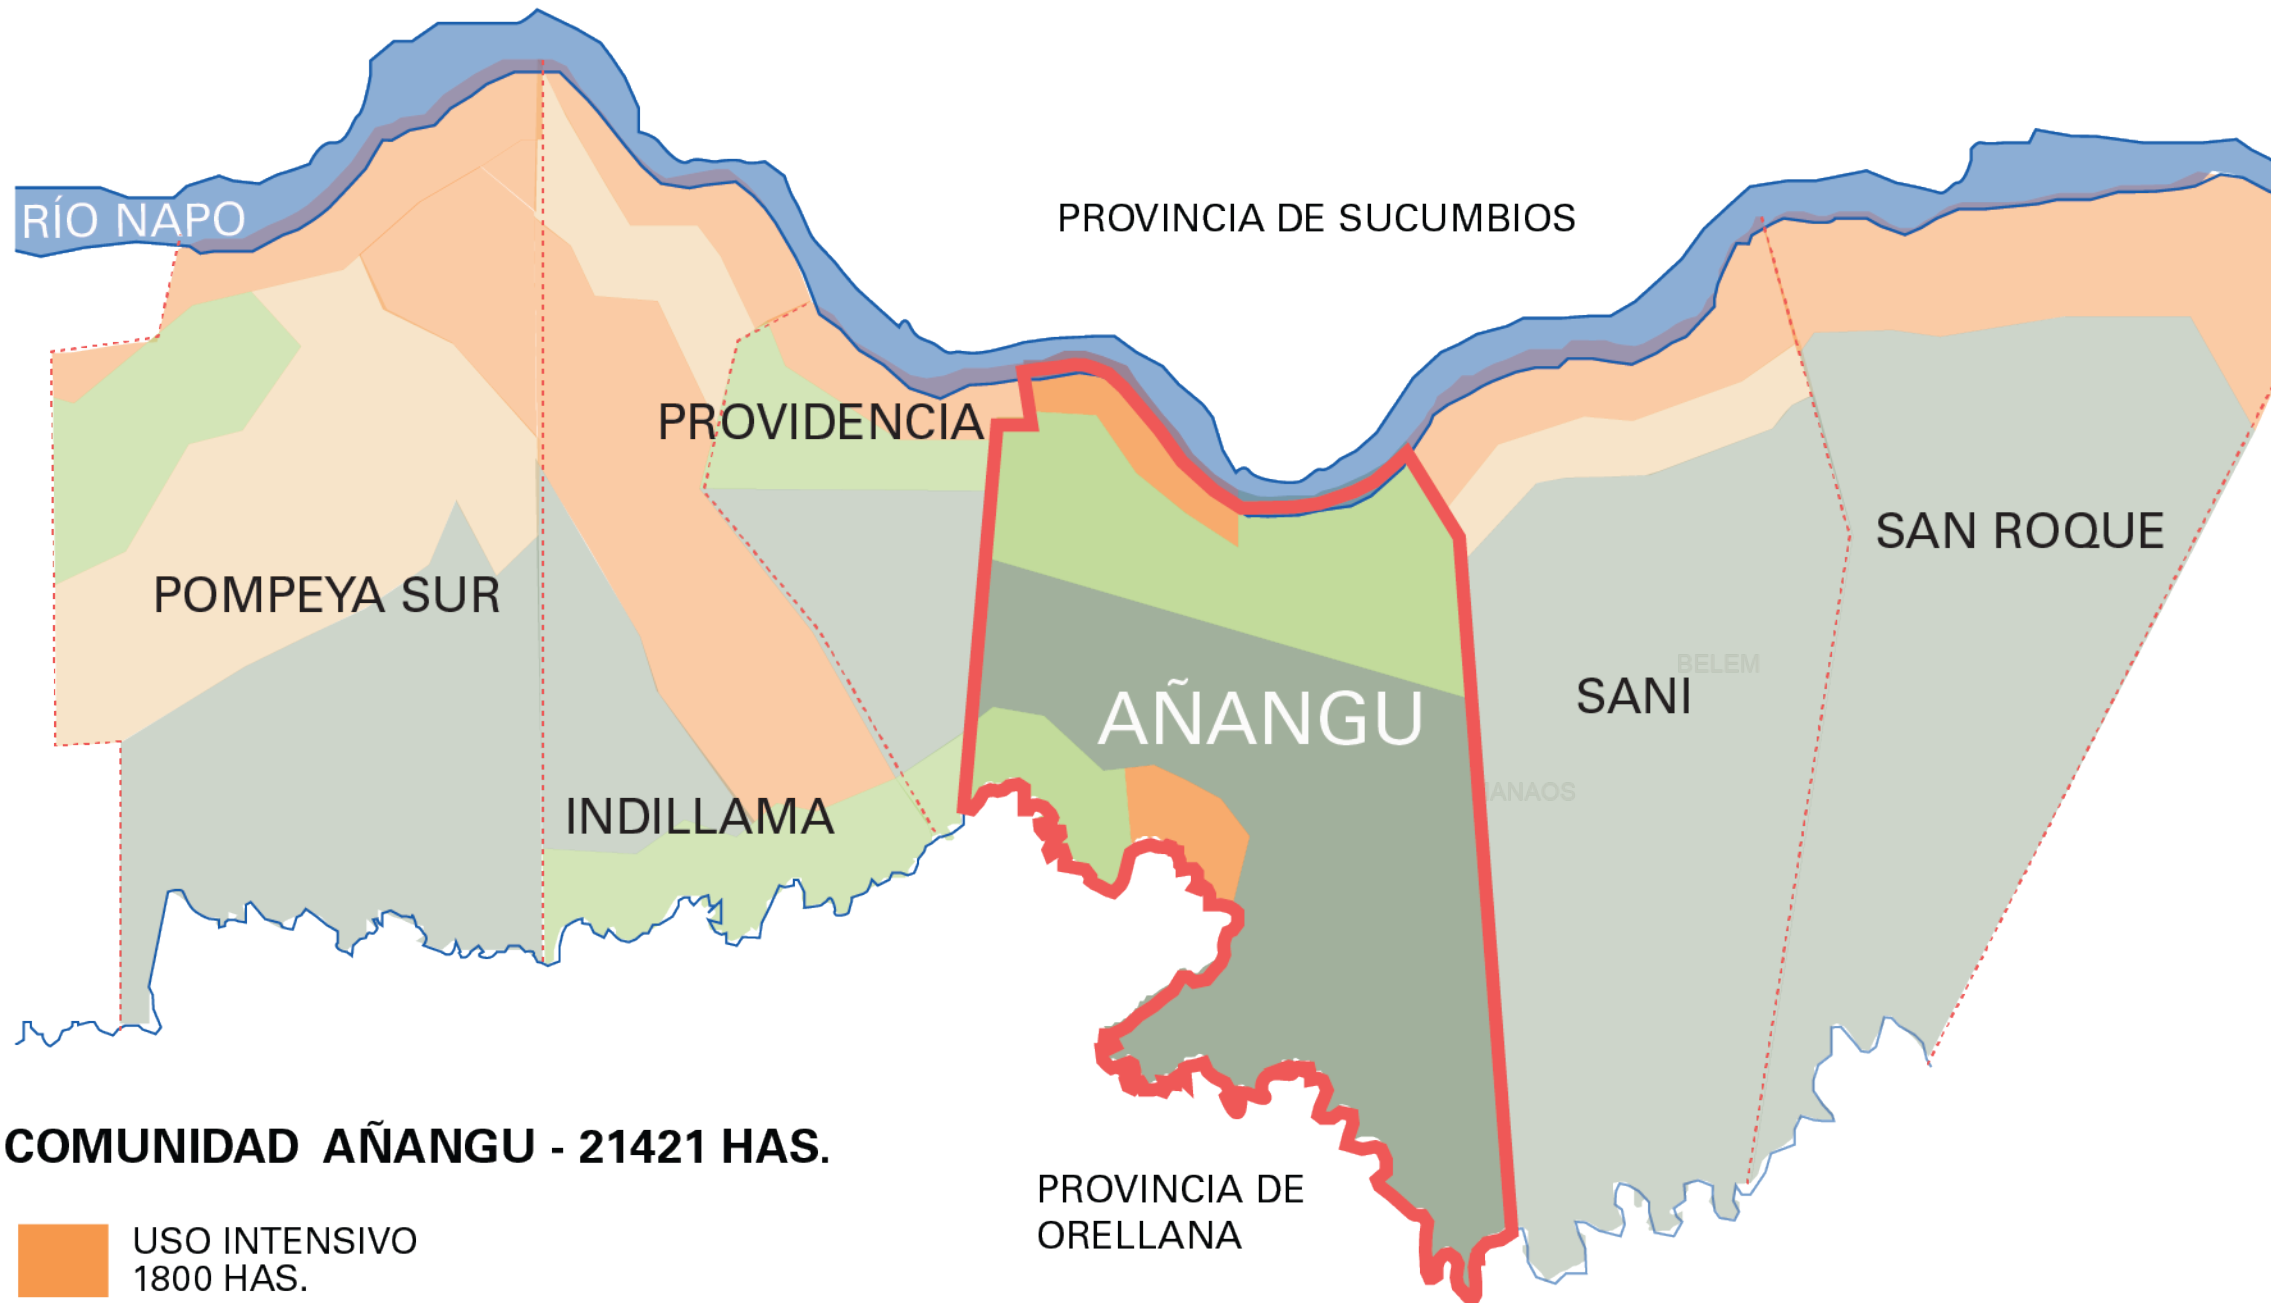 RÍO NAPO
PROVINCIA DE SUCUMBIOS
PROVIDENCIA
SAN ROQUE
POMPEYA SUR
BELEM
SANI
AÑANGU
ANAOS
INDILLAMA
COMUNIDAD AÑANGU - 21421 HAS.
PROVINCIA DE
ORELLANA
USO INTENSIVO
1800 HAS.